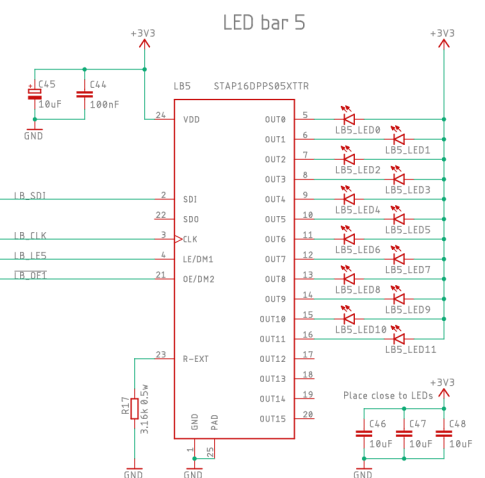 LED bar 5
+3V3
+3V3
C45
10uF
C44
100nF
GND
LB5
STAP16DPPS05XTTR
24
VDD
OUT0
5
LB5_LED0
OUT1
6
LB5_LED1
OUT2
7
LB5_LED2
OUT3
8
LB5_LED3
LB_SDI
2
SDI
OUT4
9
LB5_LED4
22
SDO
OUT5
10
LB5_LED5
LB_CLK
3
CLK
OUT6
11
LB5_LED6
LB_LE5
4
LE/DM1
OUT7
12
LB5_LED7
LB_OE1
21
OE/DM2
OUT8
13
LB5_LED8
OUT9
14
LB5_LED9
OUT10
15
LB5_LED10
OUT11
16
LB5_LED11
23
R-EXT
OUT12
17
OUT13
18
OUT14
19
OUT15
20
R17
3.16k 0.5w
GND
GND
PAD
1
25
GND
+3V3
Place close to LEDs
C46
10uF
C47
10uF
C48
10uF
GND